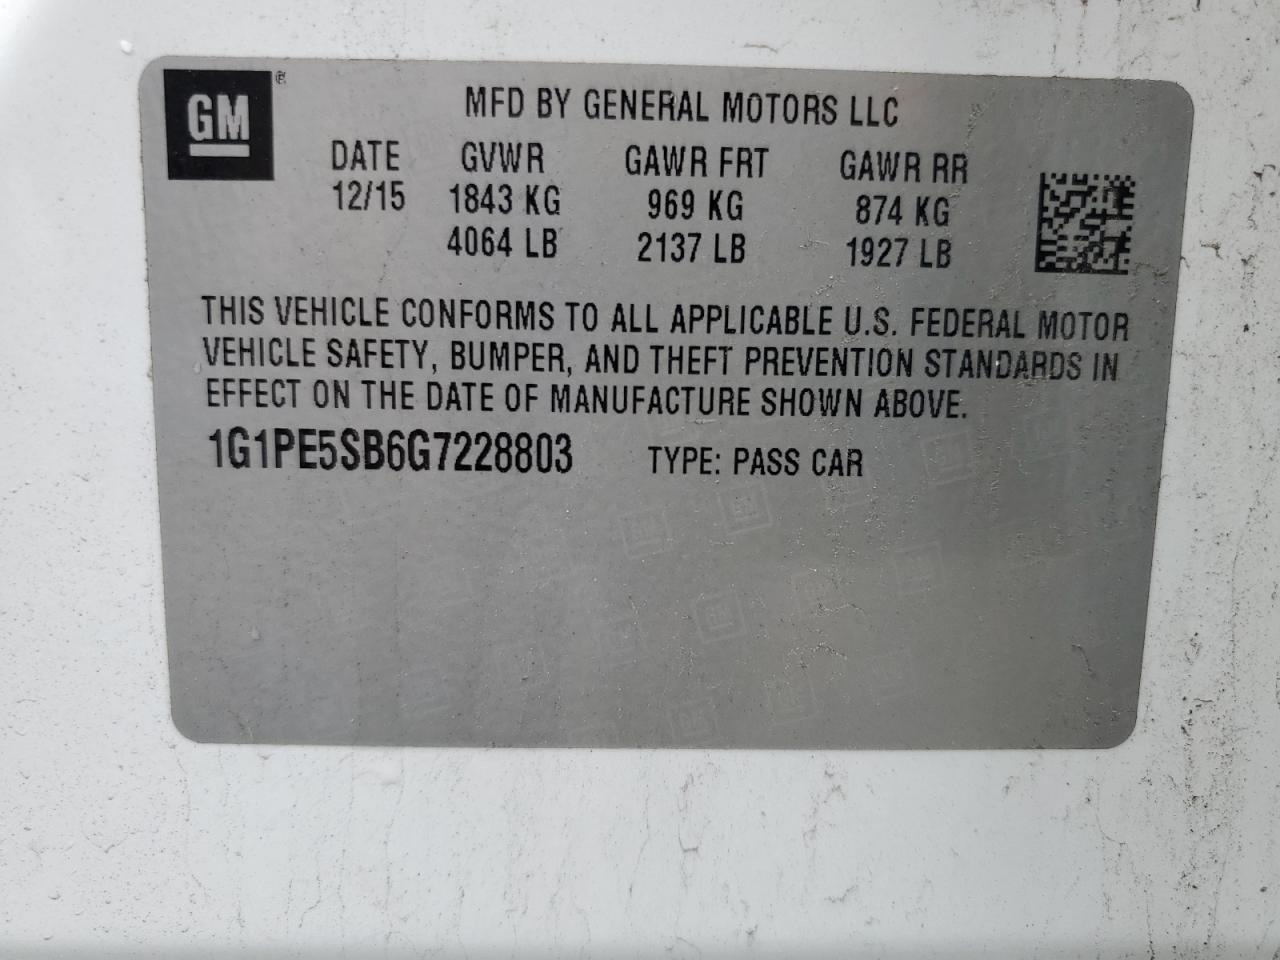 GM ®
MFD BY GENERAL MOTORS LLC
DATE GVWR GAWR FRT GAWR RR
12/15 1843 KG 969 KG 874 KG
4064 LB 2137 LB 1927 LB
THIS VEHICLE CONFORMS TO ALL APPLICABLE U.S. FEDERAL MOTOR
VEHICLE SAFETY, BUMPER, AND THEFT PREVENTION STANDARDS IN
EFFECT ON THE DATE OF MANUFACTURE SHOWN ABOVE.
1G1PE5SB6G7228803 TYPE: PASS CAR